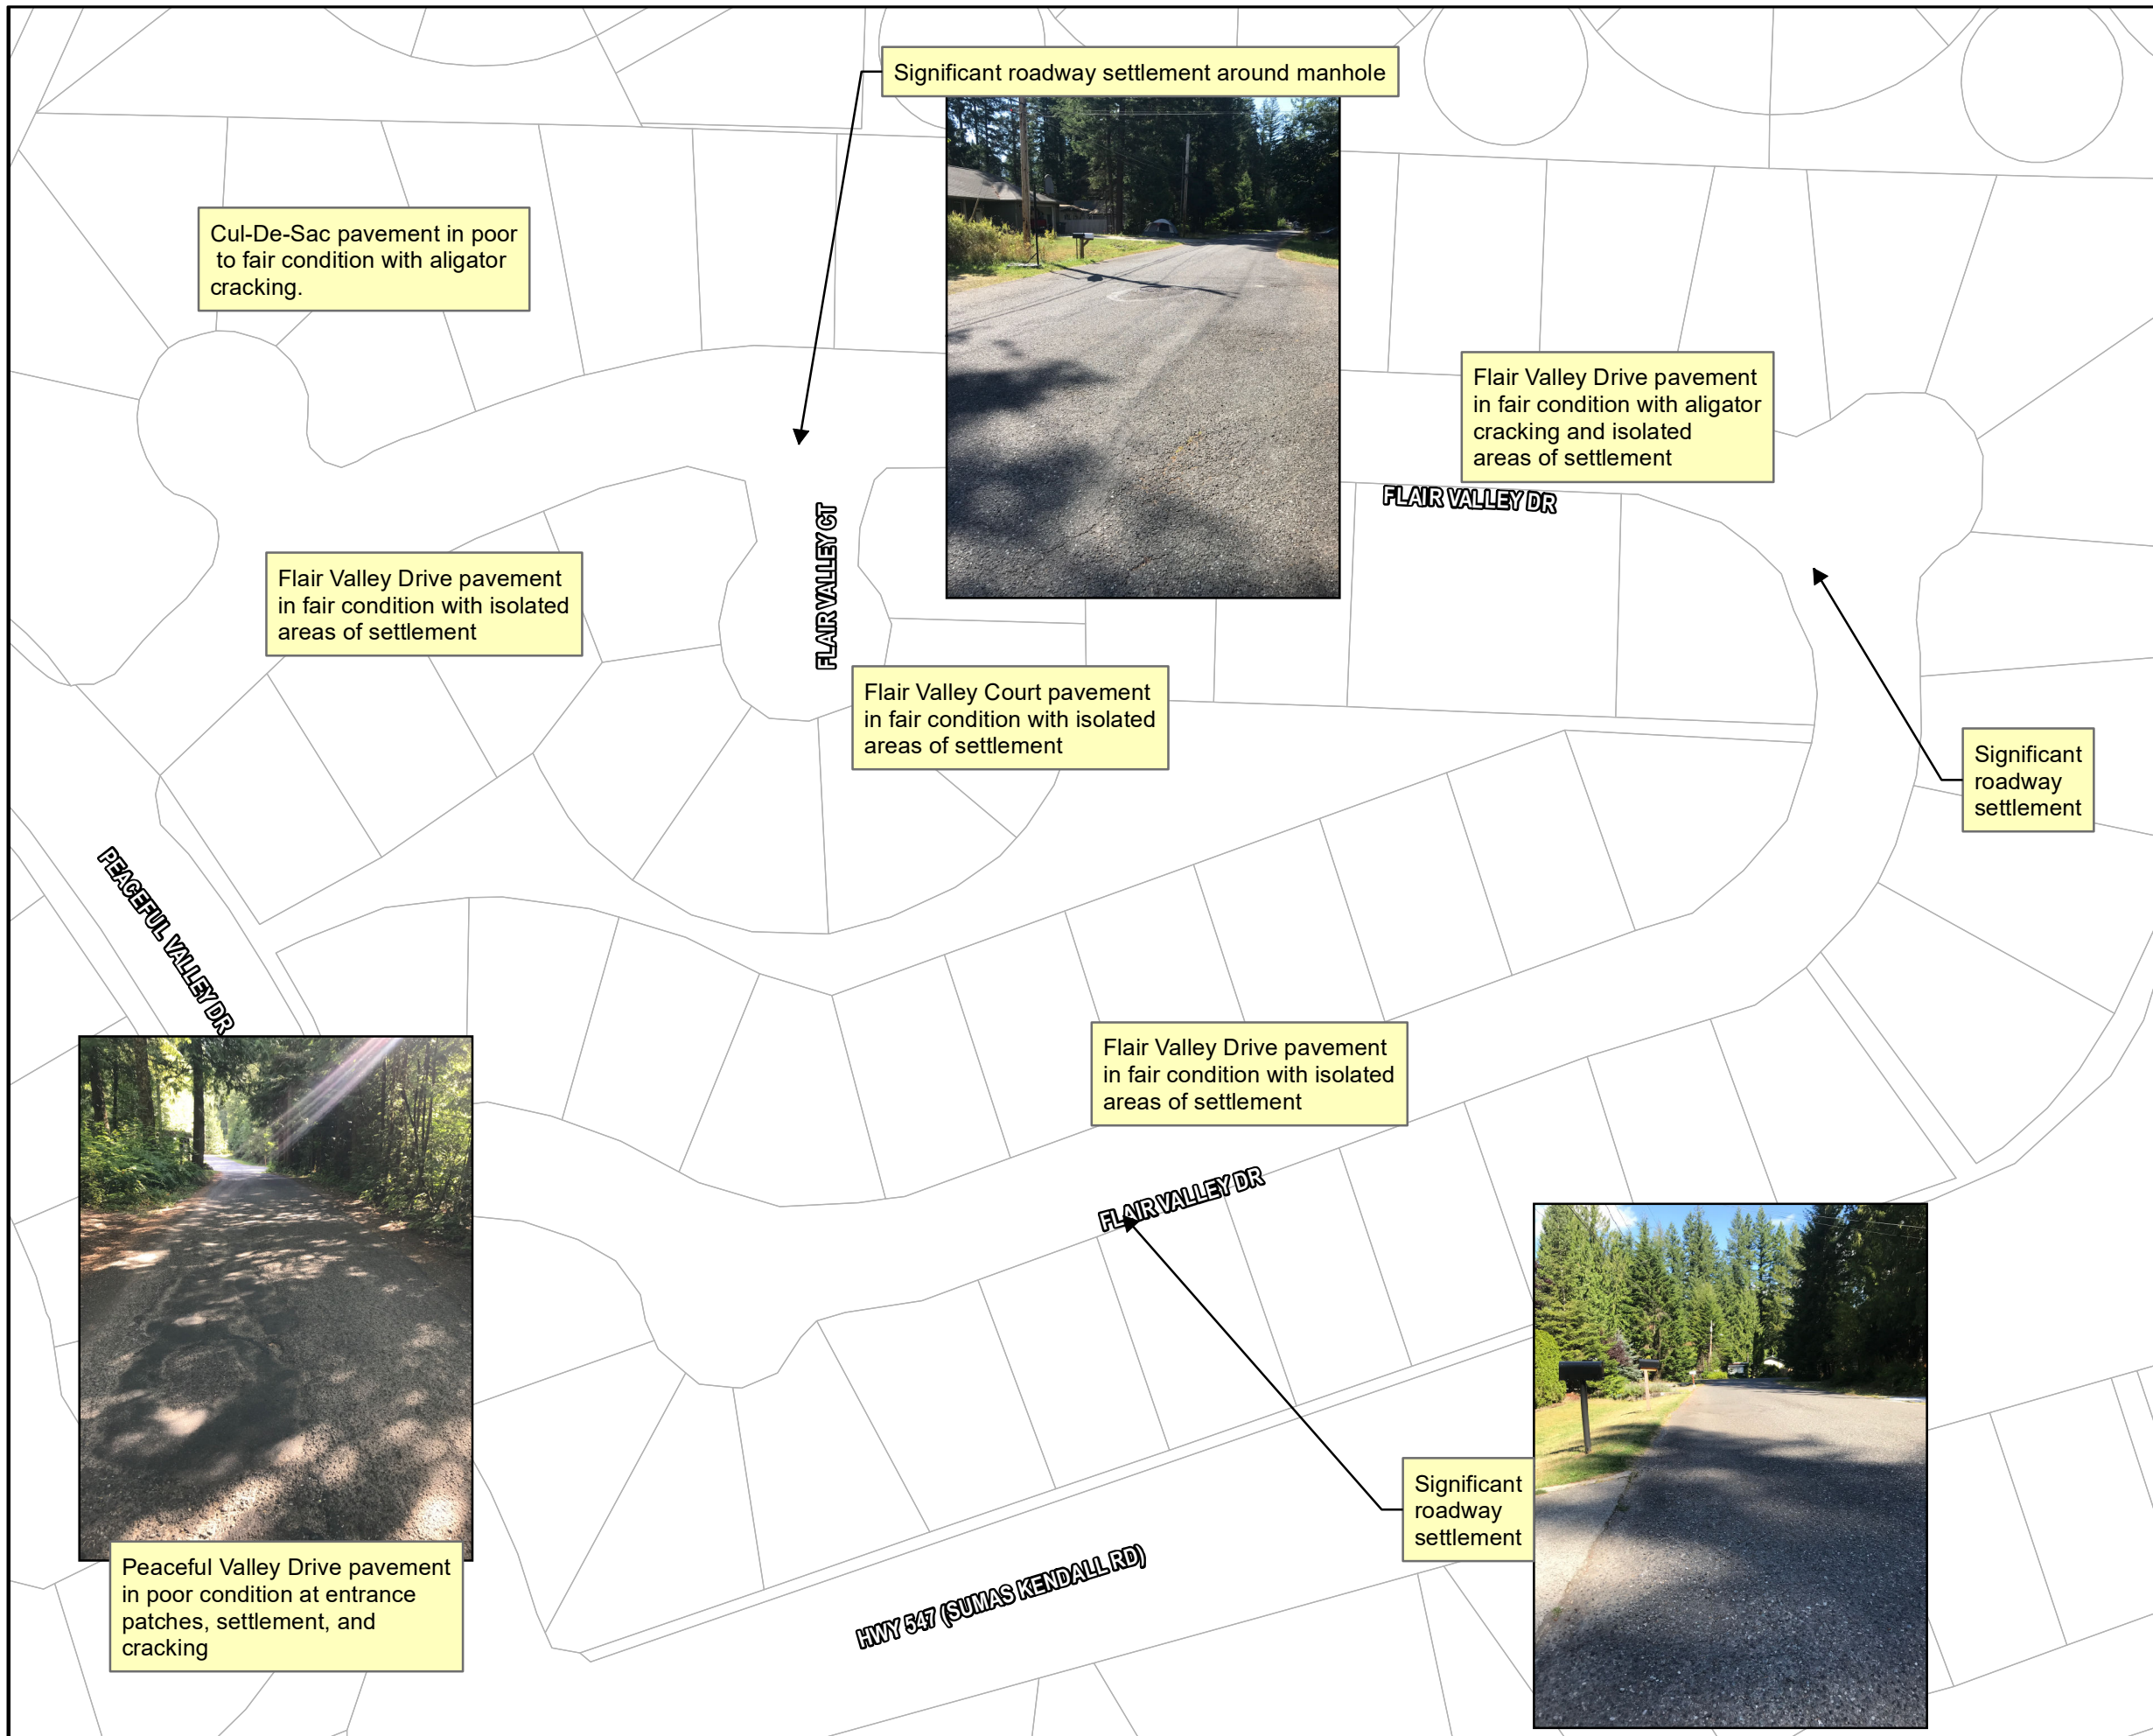 Significant roadway settlement around manhole
Cul-De-Sac pavement in poor
to fair condition with aligator
cracking.
Flair Valley Drive pavement
in fair condition with aligator
cracking and isolated
areas of settlement
FLAIR VALLEY DR
FLAIR VALLEY CT
Flair Valley Drive pavement
in fair condition with isolated
areas of settlement
Flair Valley Court pavement
in fair condition with isolated
areas of settlement
Significant
roadway
settlement
PEACEFUL VALLEY DR
Flair Valley Drive pavement
in fair condition with isolated
areas of settlement
FLAIR VALLEY DR
Significant
roadway
settlement
HWY 547 (SUMAS KENDALL RD)
Peaceful Valley Drive pavement
in poor condition at entrance
patches, settlement, and
cracking